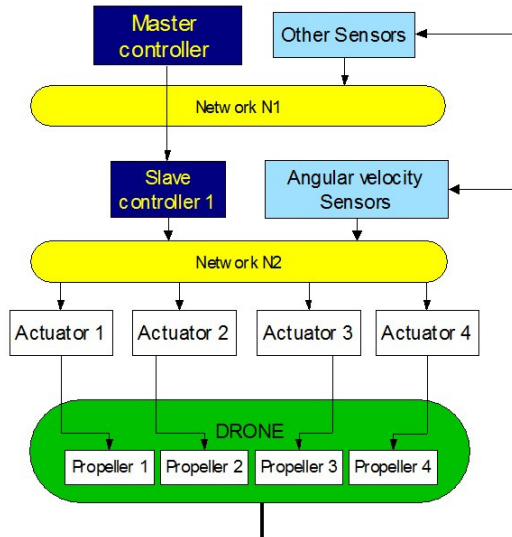 Master
controller
Other Sensors
Network N1
Slave
controller 1
Angular velocity
Sensors
Network N2
Actuator 1
Actuator 2
Actuator 3
Actuator 4
DRONE
Propeller 1
Propeller 2
Propeller 3
Propeller 4